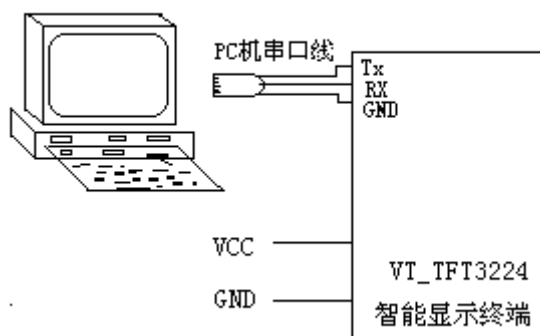 PC机串口线
Tx
RX
GND
VCC
VT_TFT3224
GND
智能显示终端